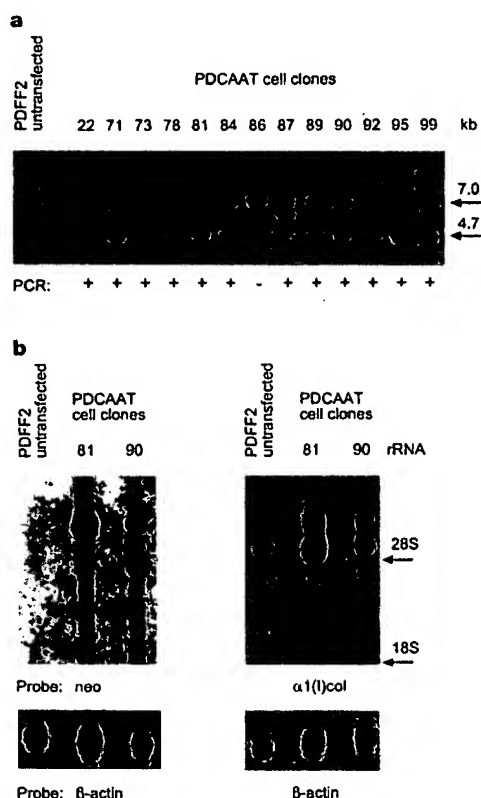 a
PDFF2
untransfected
PDCAAT cell clones
22 71 73 78 81 84 86 87 89 90 92 95 99 kb
7.0
4.7
PCR: + + + + + + - + + + + + +
b
PDFF2
untransfected
PDCAAT
cell clones
81 90
PDFF2
untransfected
PDCAAT
cell clones
81 90 rRNA
28S
18S
Probe: neo
α1(I)col
Probe: β-actin
β-actin